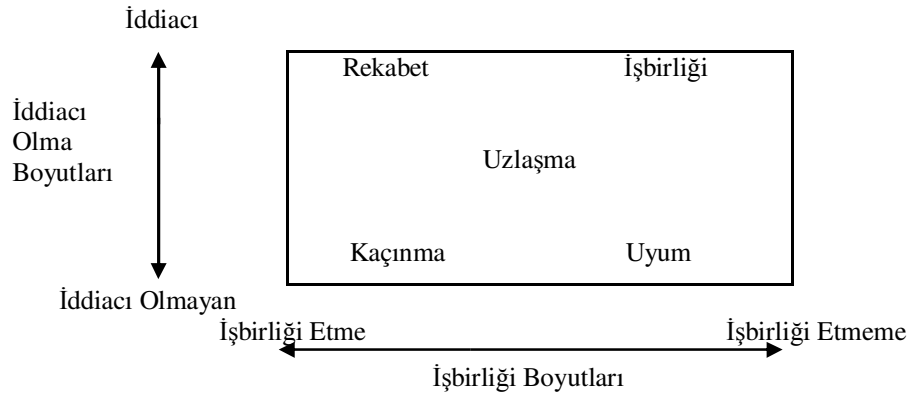 İddiacı
Rekabet İşbirliği
İddiacı
Olma
Boyutları
Uzlaşma
Kaçınma Uyum
İddiacı Olmayan
İşbirliği Etme İşbirliği Etmeme
İşbirliği Boyutları